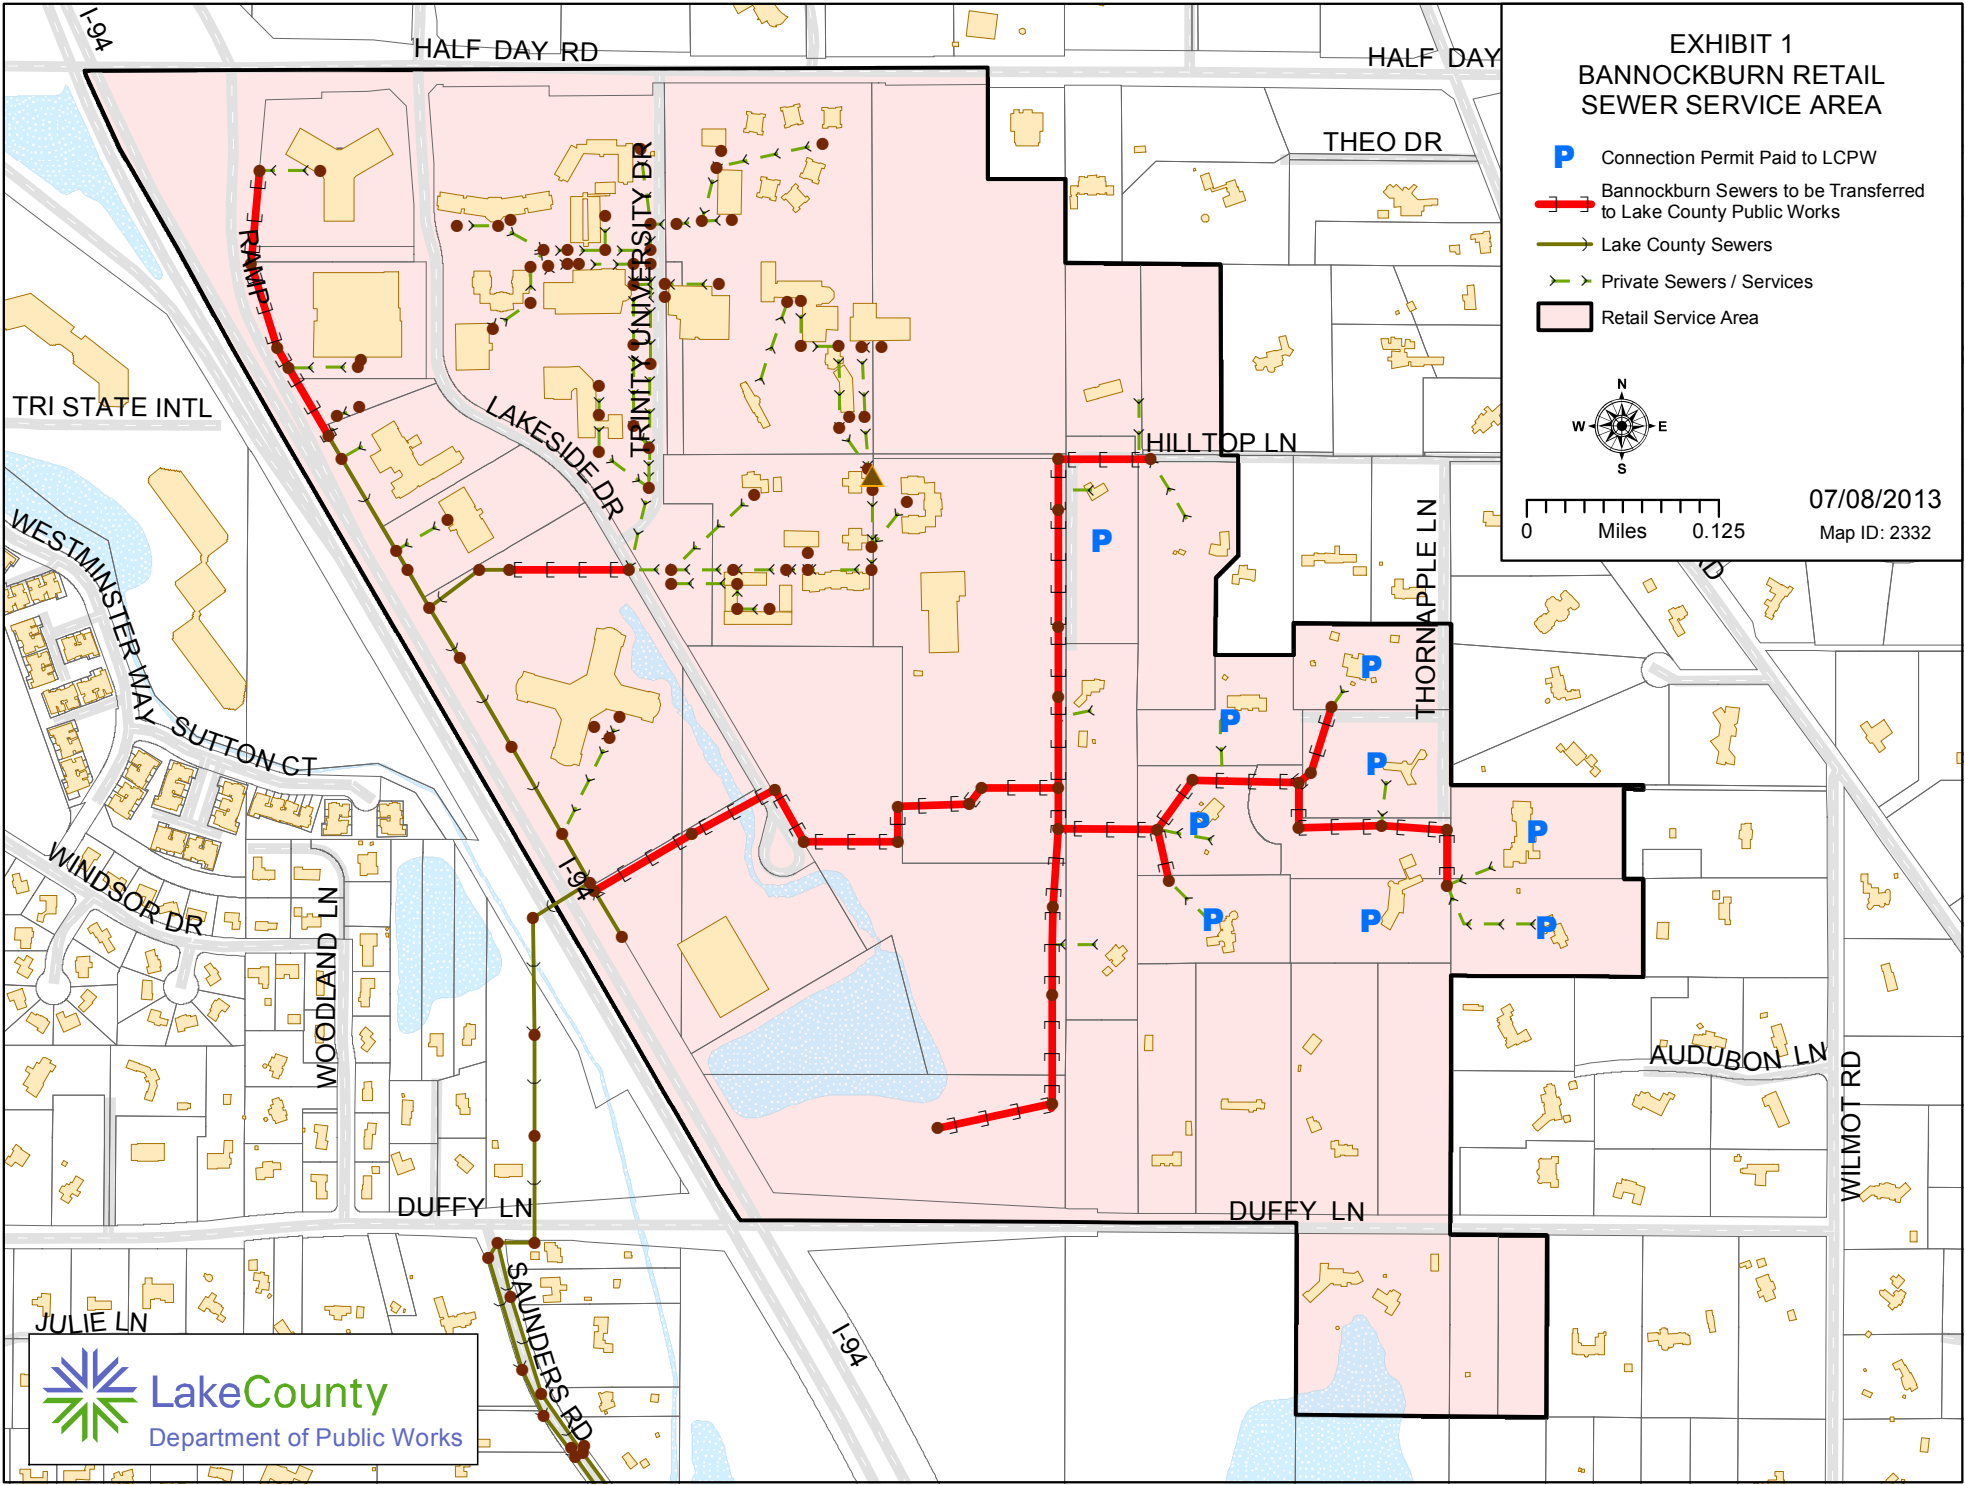 I-94
HALF DAY RD
HALF DAY
EXHIBIT 1
BANNOCKBURN RETAIL
SEWER SERVICE AREA
P Connection Permit Paid to LCPW
Bannockburn Sewers to be Transferred
to Lake County Public Works
Lake County Sewers
Private Sewers / Services
Retail Service Area
N
W E
S
0 Miles 0.125
07/08/2013
Map ID: 2332
THEO DR
RAMP
TRINITY UNIVERSITY DR
TRI STATE INTL
LAKESIDE DR
HILLTOP LN
THORNAPPLE LN
RD
WESTMINSTER WAY
SUTTON CT
P
P
P
P
P
P
P
P
P
I-94
WINDSOR DR
WOODLAND LN
AUDUBON LN
WILMOT RD
DUFFY LN
DUFFY LN
SAUNDERS RD
I-94
JULIE LN
LakeCounty
Department of Public Works